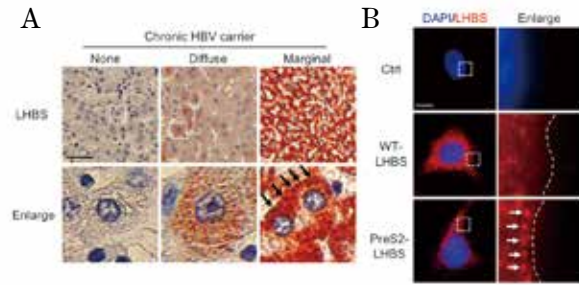 A
Chronic HBV carrier
None Diffuse Marginal
LHBS
Enlarge
B
DAPI/LHBS Enlarge
Ctrl
WT-
LHBS
PreS2-
LHBS